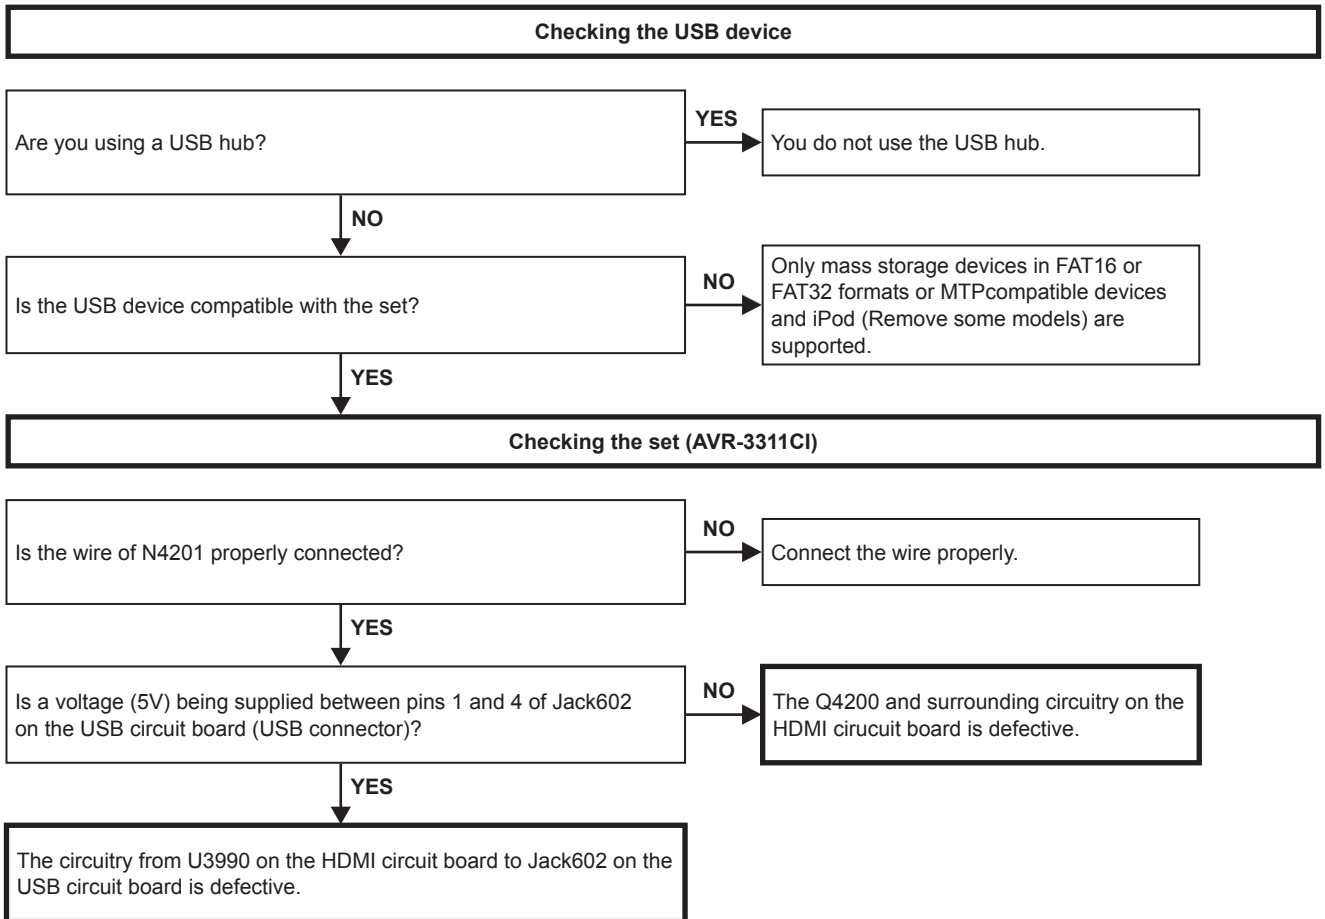 Checking the USB device
Are you using a USB hub?
YES
You do not use the USB hub.
NO
Is the USB device compatible with the set?
NO
Only mass storage devices in FAT16 or
FAT32 formats or MTPcompatible devices
and iPod (Remove some models) are
supported.
YES
Checking the set (AVR-3311CI)
Is the wire of N4201 properly connected?
NO
Connect the wire properly.
YES
Is a voltage (5V) being supplied between pins 1 and 4 of Jack602
on the USB circuit board (USB connector)?
NO
The Q4200 and surrounding circuitry on the
HDMI cirucuit board is defective.
YES
The circuitry from U3990 on the HDMI circuit board to Jack602 on the
USB circuit board is defective.